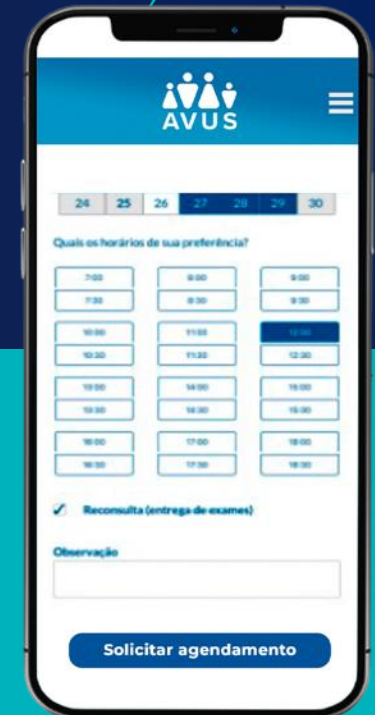 AVUS
24 25 26 27 28 29 30
Quais os horários de sua preferência?
7:00 8:00 9:00
7:30 8:30 9:30
10:00 11:00 12:00
10:30 11:30 12:30
13:00 14:00 15:00
13:30 14:30 15:30
16:00 17:00 18:00
16:30 17:30 18:30
Reconsulta (entrega de exames)
Observação
Solicitar agendamento